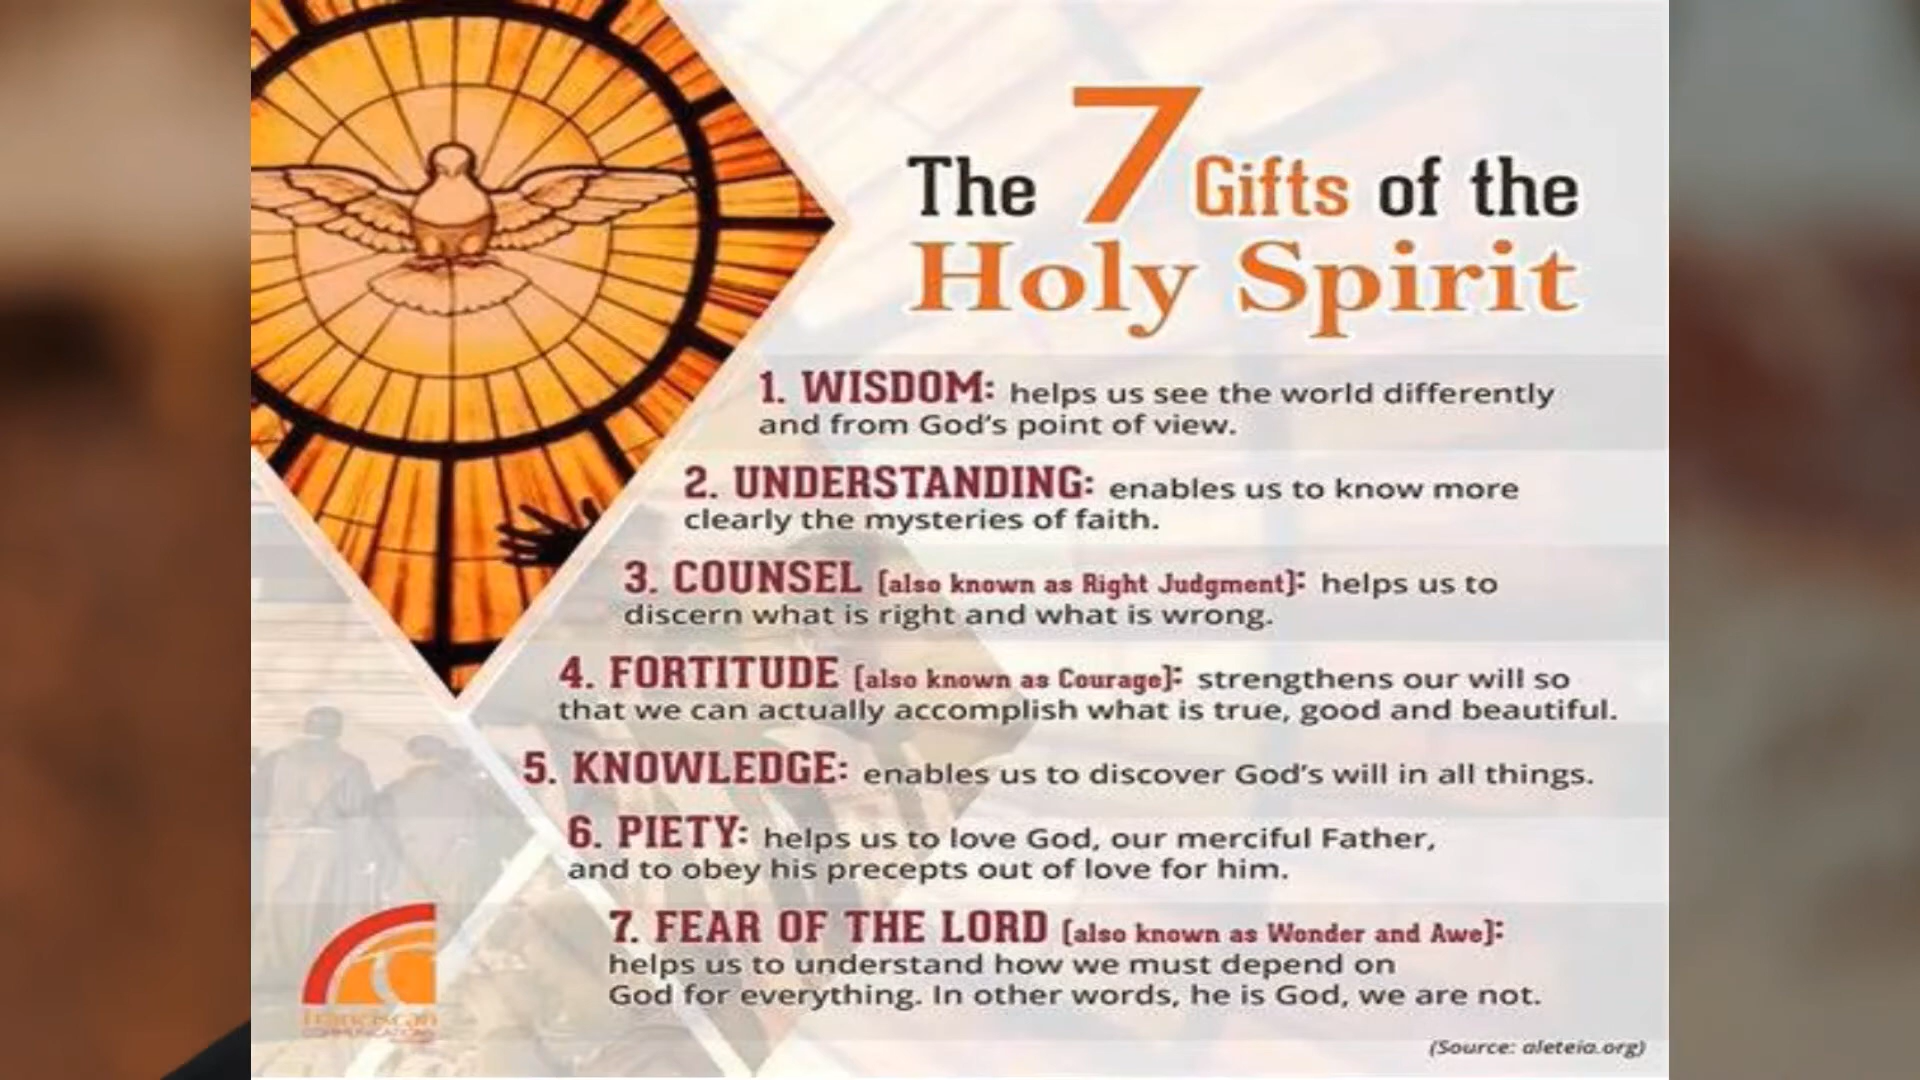 The 7 Gifts of the
Holy Spirit
1. WISDOM: helps us see the world differently
and from God's point of view.
2. UNDERSTANDING: enables us to know more
clearly the mysteries of faith.
3. COUNSEL [also known as Right Judgment]: helps us to
discern what is right and what is wrong.
4. FORTITUDE [also known as Courage]: strengthens our will so
that we can actually accomplish what is true, good and beautiful.
5. KNOWLEDGE: enables us to discover God's will in all things.
6. PIETY: helps us to love God, our merciful Father,
and to obey his precepts out of love for him.
7. FEAR OF THE LORD [also known as Wonder and Awe]:
helps us to understand how we must depend on
God for everything. In other words, he is God, we are not.
franciscan
COMMUNICATIONS
(Source: aleteia.org)